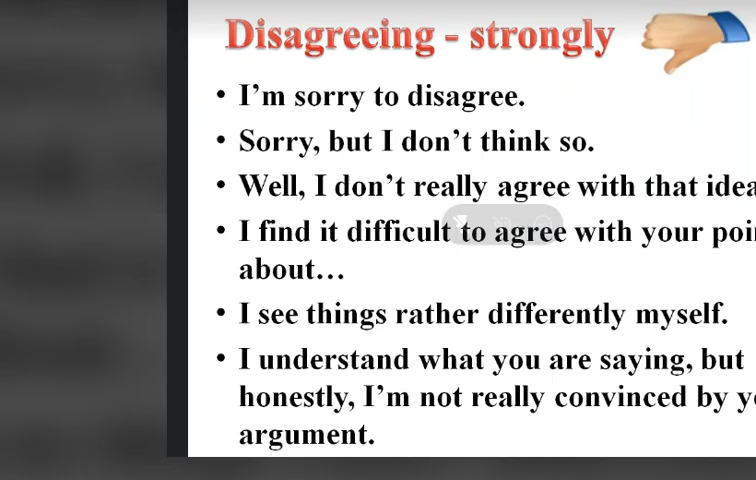 Disagreeing - strongly
• I'm sorry to disagree.
• Sorry, but I don't think so.
• Well, I don't really agree with that idea
• I find it difficult to agree with your
about…
• I see things rather differently myself.
• I understand what you are saying, but
honestly, I'm not really convinced by
argument.